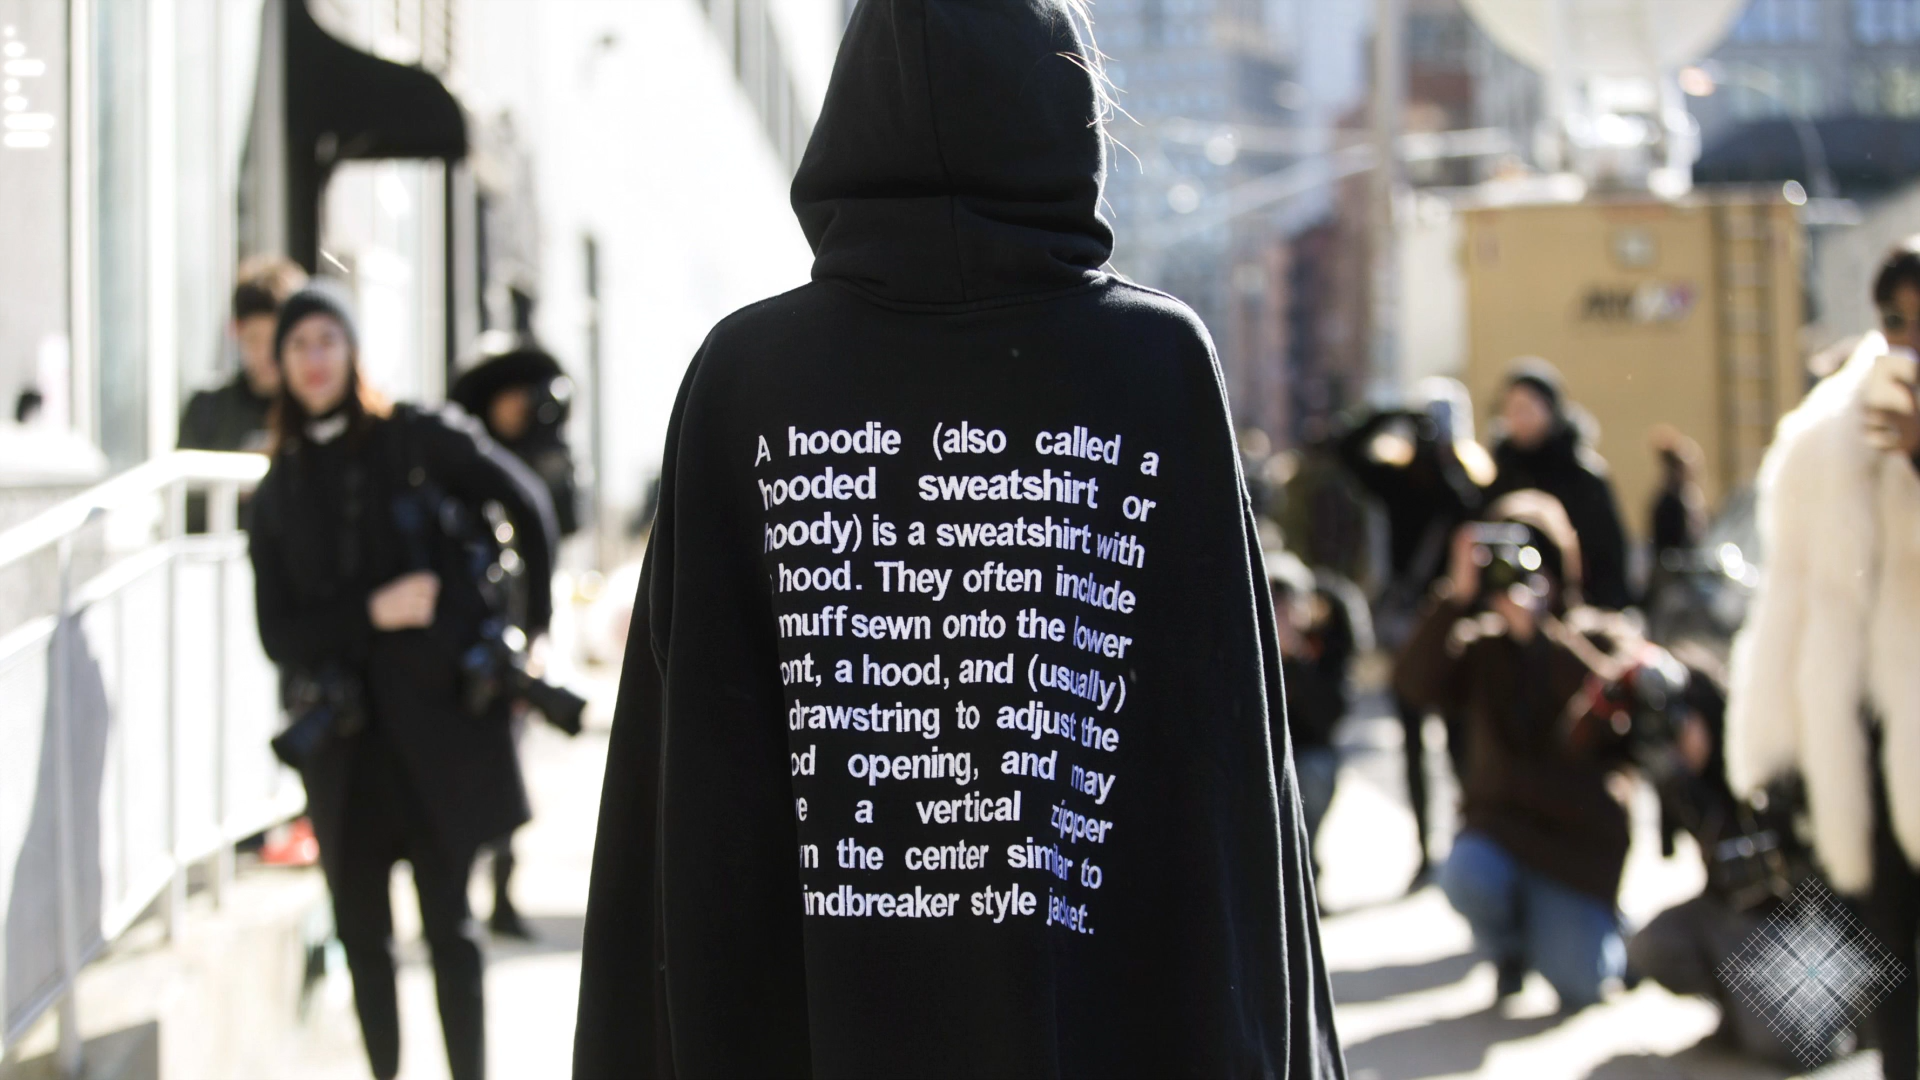 A hoodie (also called a
hooded sweatshirt or
hoody) is a sweatshirt with
hood. They often include
muff sewn onto the lower
ont, a hood, and (usually)
drawstring to adjust the
od opening, and may
ve a vertical zipper
wn the center similar to
indbreaker style jacket.